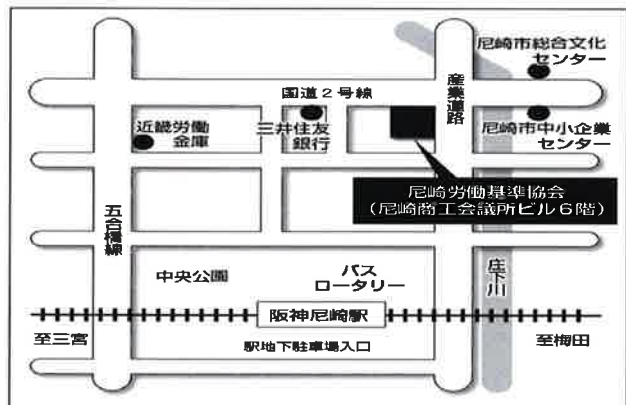 尼崎市総合文化
センター
産業道路
国道2号線
近畿労働
金庫
三井住友
銀行
尼崎市中小企業
センター
尼崎労働基準協会
(尼崎商工会議所ビル6階)
五合橋線
中央公園
バス
ロータリー
庄下川
阪神尼崎駅
至三宮
至梅田
駅地下駐車場入口